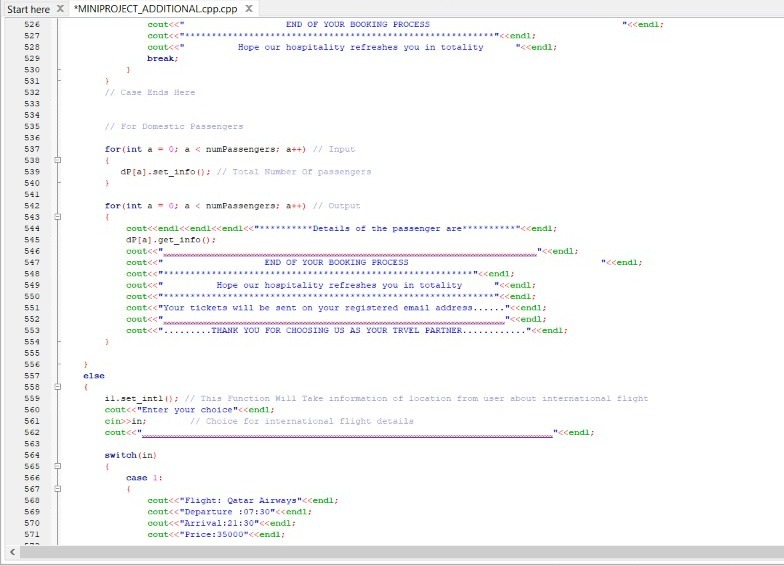 Start here X *MINIPROJECT_ADDITIONAL.cpp.cpp X
526 cout<<" END OF YOUR BOOKING PROCESS "<<endl;
527 cout<<"**********************************************************"<<endl;
528 cout<<" Hope our hospitality refreshes you in totality "<<endl;
529 break;
530 }
531 }
532 // Case Ends Here
533
534
535 // For Domestic Passengers
536
537 for(int a = 0; a < numPassengers; a++) // Input
538 {
539 dP[a].set_info(); // Total Number Of passengers
540 }
541
542 for(int a = 0; a < numPassengers; a++) // Output
543 {
544 cout<<endl<<endl<<endl<<"**********Details of the passenger are**********"<<endl;
545 dP[a].get_info();
546 cout<<"______________________________________________________________________"<<endl;
547 cout<<" END OF YOUR BOOKING PROCESS "<<endl;
548 cout<<"**********************************************************"<<endl;
549 cout<<" Hope our hospitality refreshes you in totality "<<endl;
550 cout<<"**************************************************************"<<endl;
551 cout<<"Your tickets will be sent on your registered email address......"<<endl;
552 cout<<"________________________________________________________________"<<endl;
553 cout<<".........THANK YOU FOR CHOOSING US AS YOUR TRVEL PARTNER............"<<endl;
554 }
555
556 }
557 else
558 {
559 il.set_intl(); // This Function Will Take information of location from user about international flight
560 cout<<"Enter your choice"<<endl;
561 cin>>in; // Choice for international flight details
562 cout<<"_____________________________________________________________________________"<<endl;
563
564 switch(in)
565 {
566 case 1:
567 {
568 cout<<"Flight: Qatar Airways"<<endl;
569 cout<<"Departure :07:30"<<endl;
570 cout<<"Arrival:21:30"<<endl;
571 cout<<"Price:35000"<<endl;